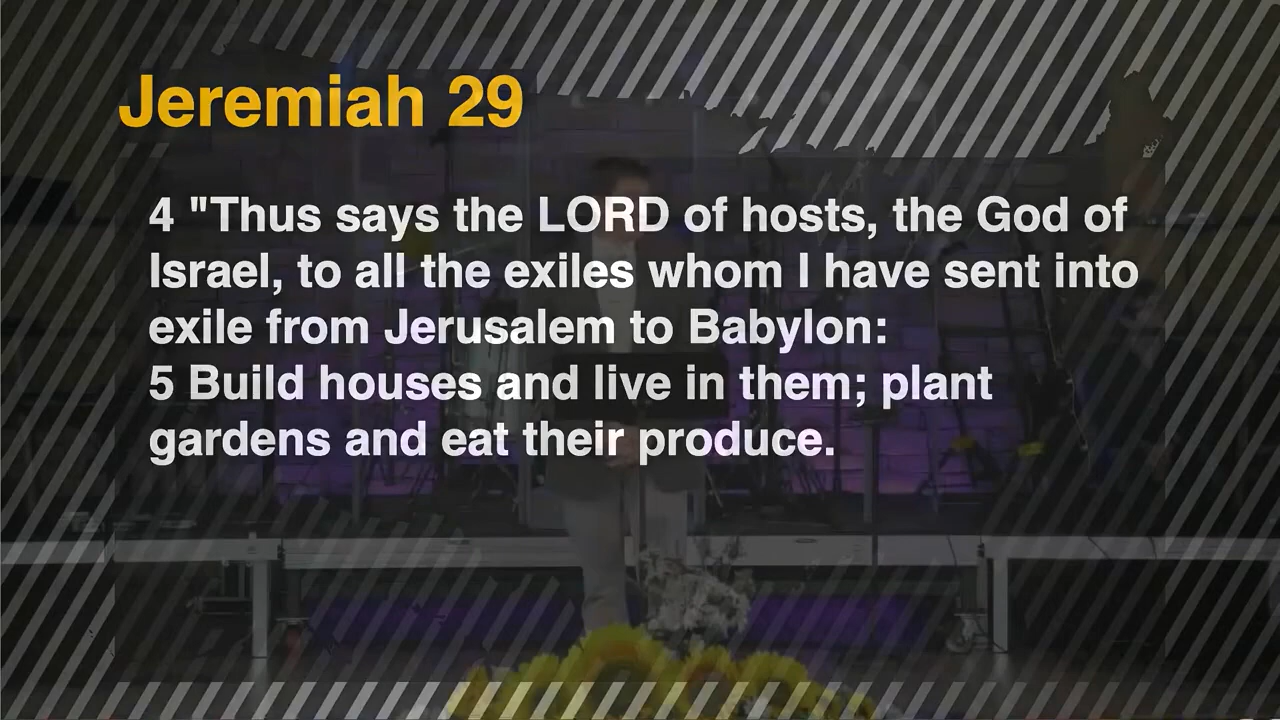 Jeremiah 29
4 "Thus says the LORD of hosts, the God of
Israel, to all the exiles whom I have sent into
exile from Jerusalem to Babylon:
5 Build houses and live in them; plant
gardens and eat their produce.